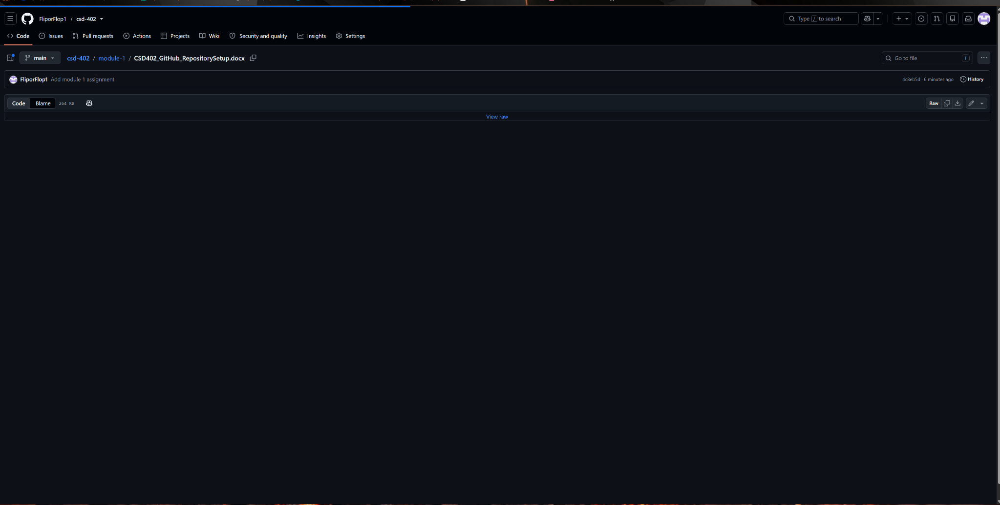 FliporFlop1 / csd-402
Type / to search
Code Issues Pull requests Actions Projects Wiki Security and quality Insights Settings
main csd-402 / module-1 / CSD402_GitHub_RepositorySetup.docx
Go to file
FliporFlop1 Add module 1 assignment
4c8eb5d · 6 minutes ago History
Code Blame 264 KB
Raw
View raw